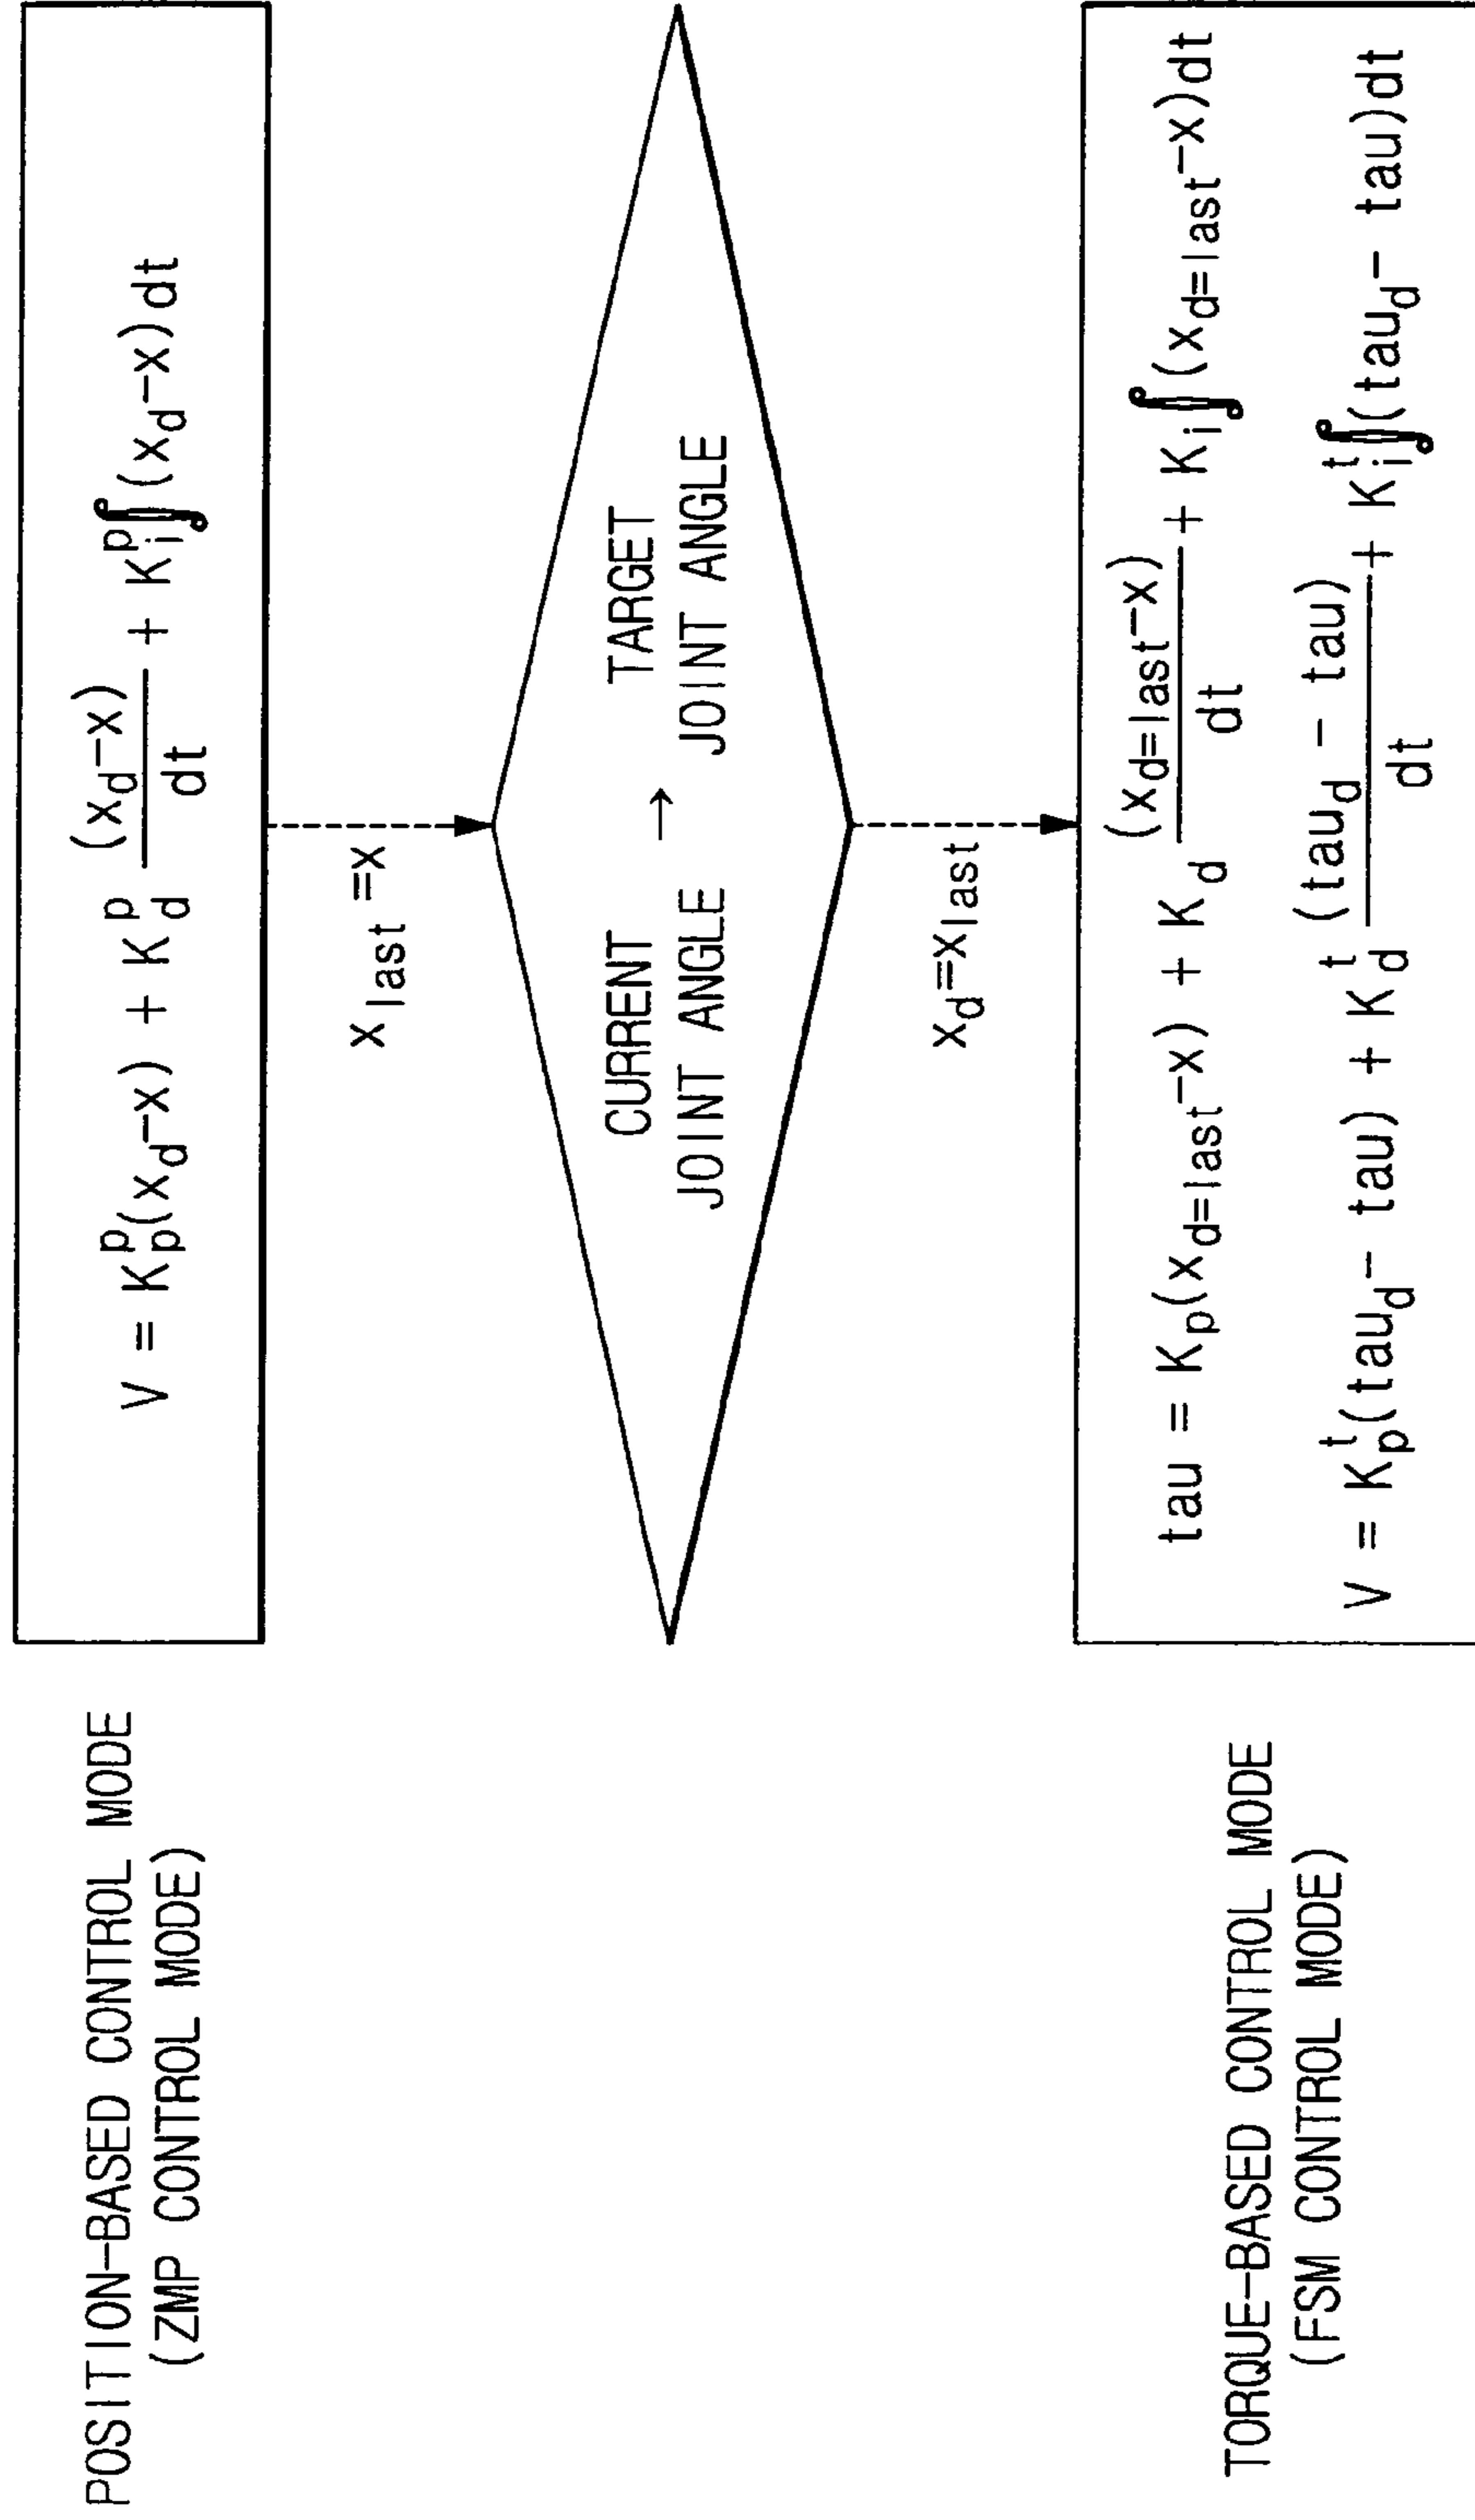 POSITION-BASED CONTROL MODE
(ZMP CONTROL MODE)
V = K_p^p(x_d-x) + K_d^p (x_d-x)/dt + K_i^p∫(x_d-x)dt
x_last=x
CURRENT JOINT ANGLE → TARGET JOINT ANGLE
x_d=x_last
TORQUE-BASED CONTROL MODE
(FSM CONTROL MODE)
tau = K_p(x_d=last-x) + K_d (x_d=last-x)/dt + K_i∫(x_d=last-x)dt
V = K_p^t(tau_d- tau) + K_d^t (tau_d - tau)/dt + K_i^t∫(tau_d- tau)dt